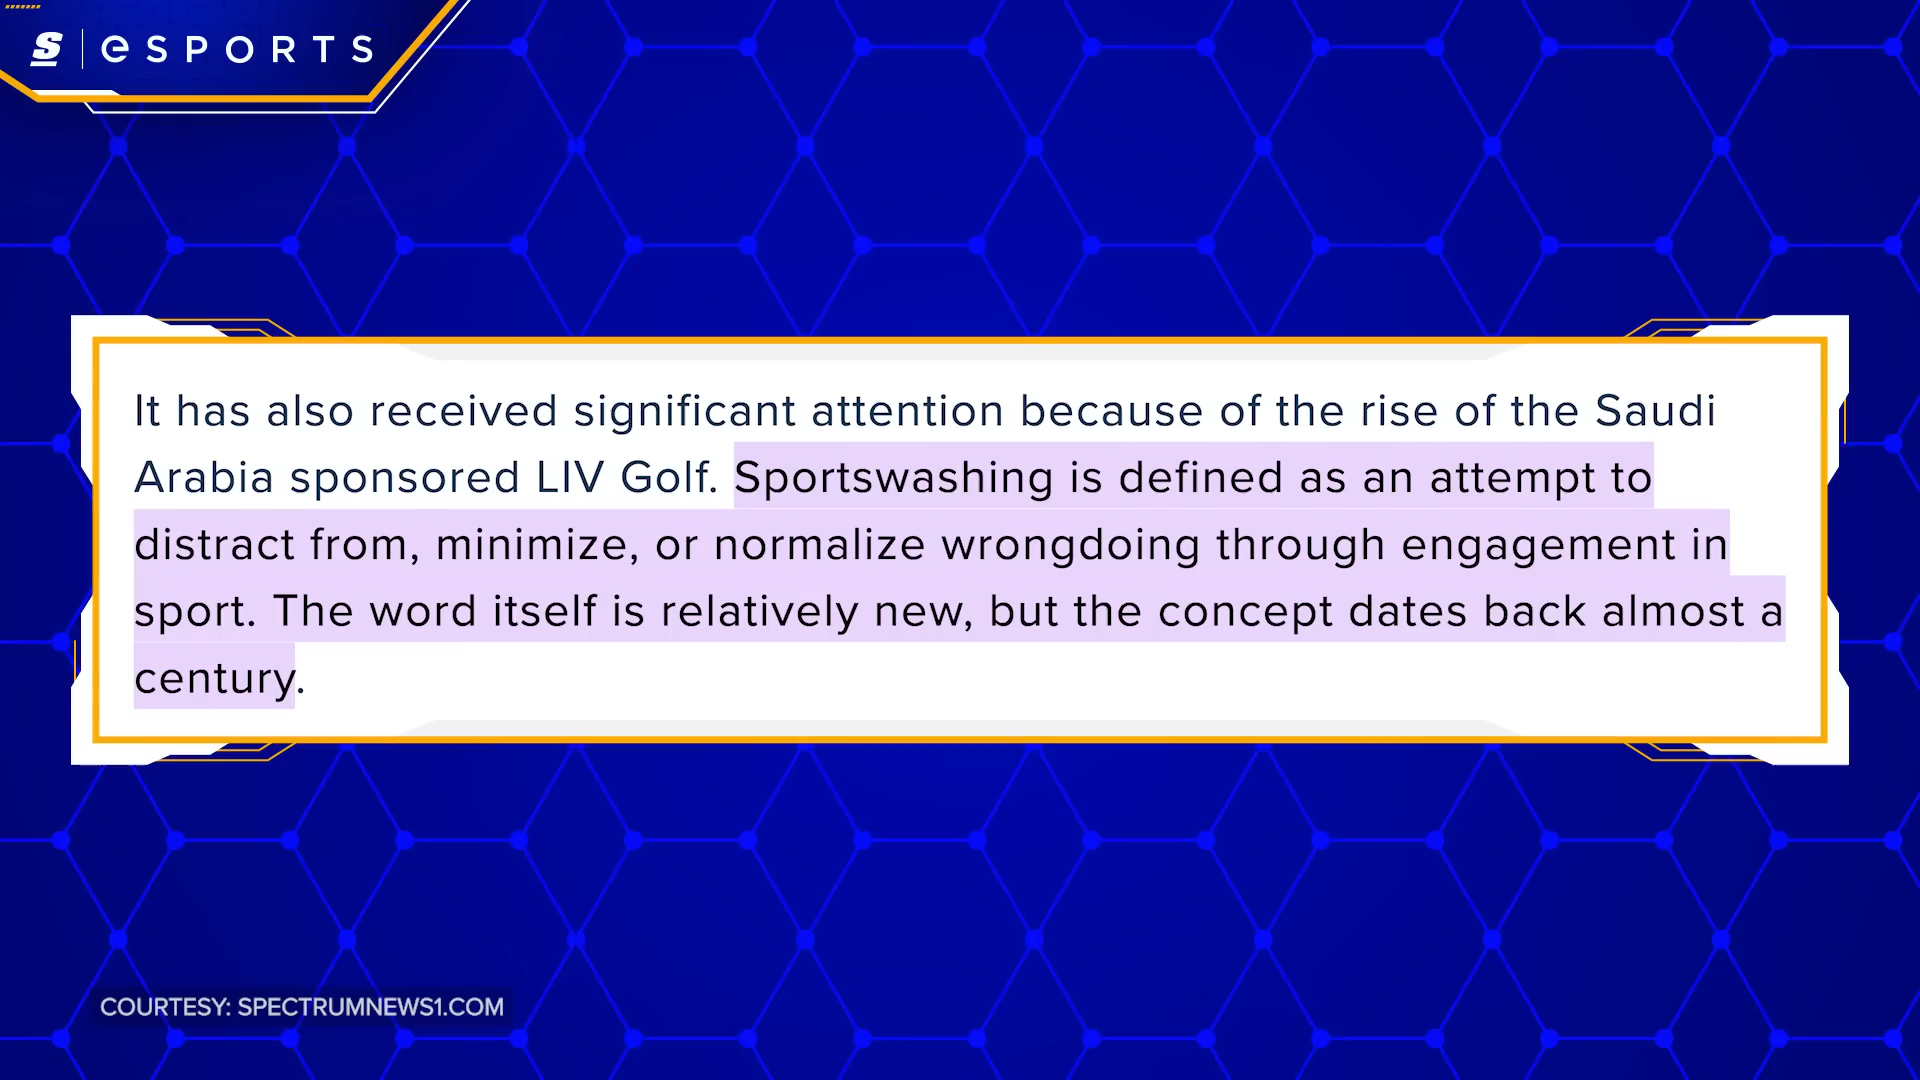 S | eSPORTS
It has also received significant attention because of the rise of the Saudi
Arabia sponsored LIV Golf. Sportswashing is defined as an attempt to
distract from, minimize, or normalize wrongdoing through engagement in
sport. The word itself is relatively new, but the concept dates back almost a
century.
COURTESY: SPECTRUMNEWS1.COM